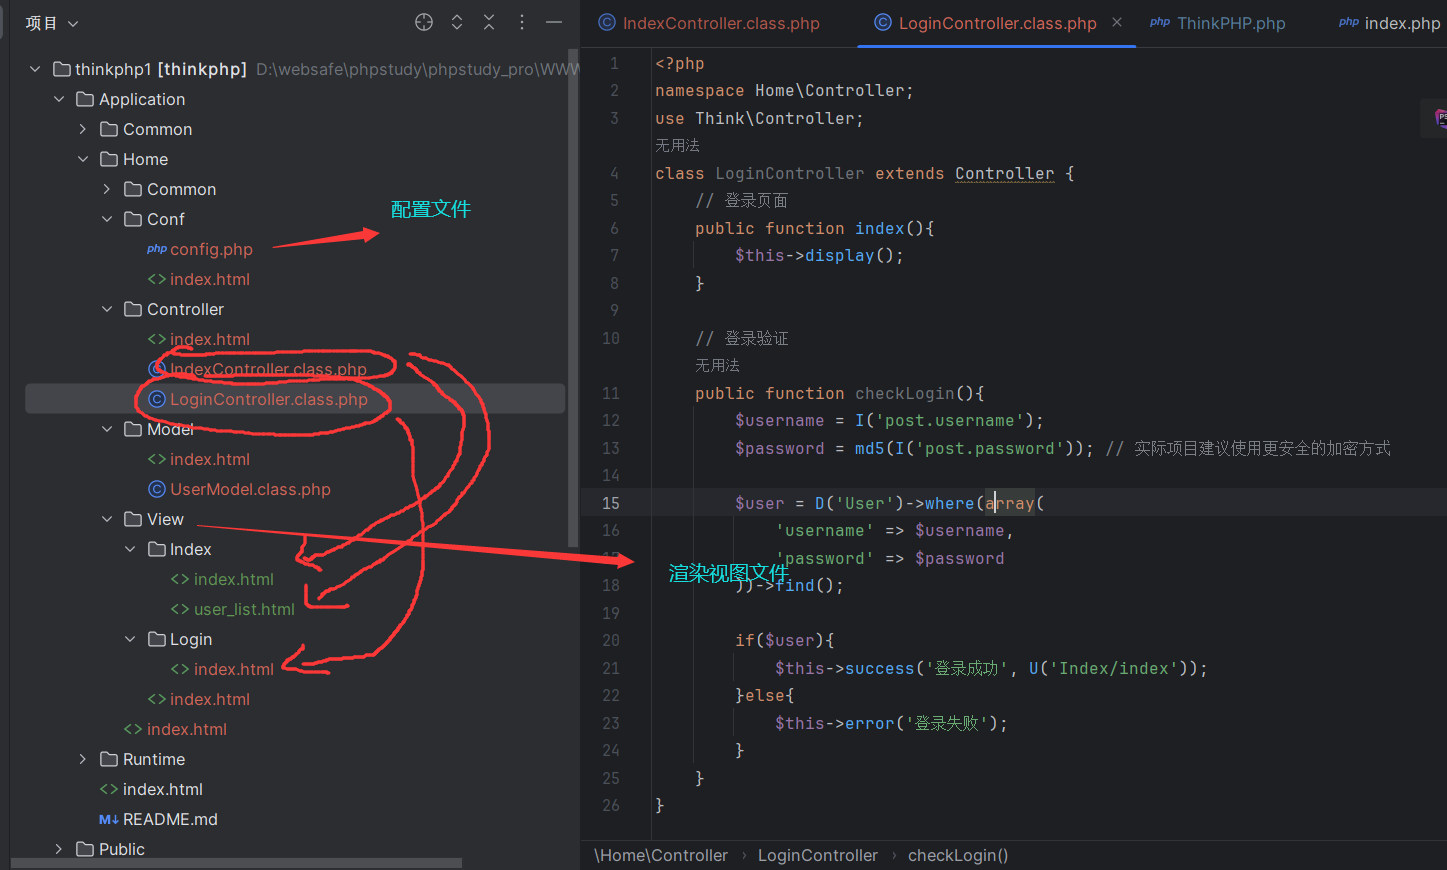 项目
thinkphp1 [thinkphp] D:\websafe\phpstudy\phpstudy_pro\WWW
Application
Common
Home
Common
Conf
配置文件
php config.php
<> index.html
Controller
<> index.html
IndexController.class.php
LoginController.class.php
Model
<> index.html
UserModel.class.php
View
Index
<> index.html
<> user_list.html
Login
<> index.html
<> index.html
<> index.html
Runtime
<> index.html
M↓ README.md
Public
IndexController.class.php
LoginController.class.php ×
php ThinkPHP.php
php index.php
1 <?php
2 namespace Home\Controller;
3 use Think\Controller;
无用法
4 class LoginController extends Controller {
5 // 登录页面
6 public function index(){
7 $this->display();
8 }
9
10 // 登录验证
无用法
11 public function checkLogin(){
12 $username = I('post.username');
13 $password = md5(I('post.password')); // 实际项目建议使用更安全的加密方式
14
15 $user = D('User')->where(array(
16 'username' => $username,
17 'password' => $password
渲染视图文件
18 ))->find();
19
20 if($user){
21 $this->success('登录成功', U('Index/index'));
22 }else{
23 $this->error('登录失败');
24 }
25 }
26 }
\Home\Controller › LoginController › checkLogin()